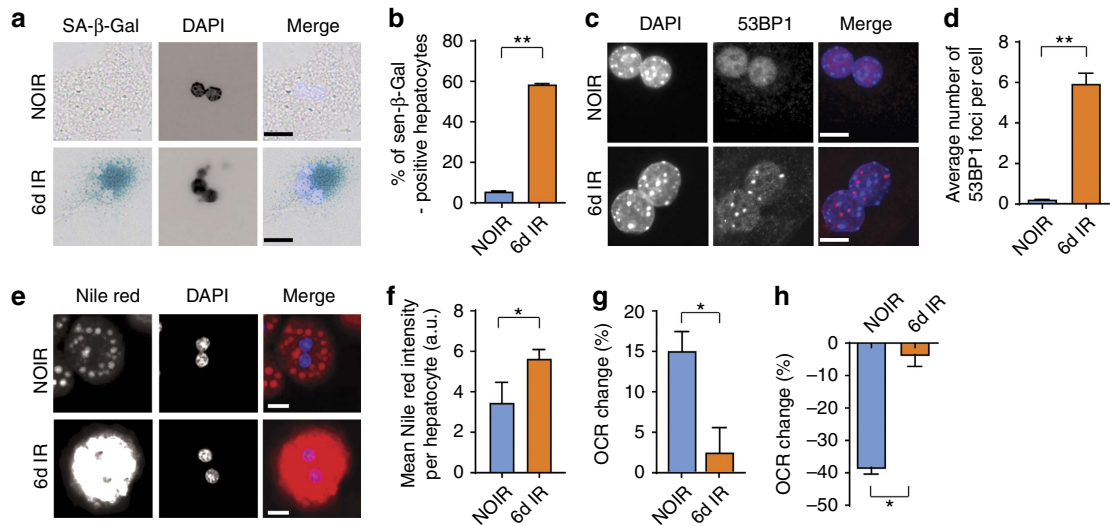 a
SA-β-Gal DAPI Merge
NOIR
6d IR
b
% of sen-β-Gal
- positive hepatocytes
80
60
40
20
0
**
NOIR
6d IR
c
DAPI 53BP1 Merge
NOIR
6d IR
d
Average number of
53BP1 foci per cell
8
6
4
2
0
**
NOIR
6d IR
e
Nile red DAPI Merge
NOIR
6d IR
f
Mean Nile red intensity
per hepatocyte (a.u.)
8
6
4
2
0
*
NOIR
6d IR
g
OCR change (%)
20
15
10
5
0
*
NOIR
6d IR
h
NOIR
6d IR
OCR change (%)
0
–10
–20
–30
–40
–50
*